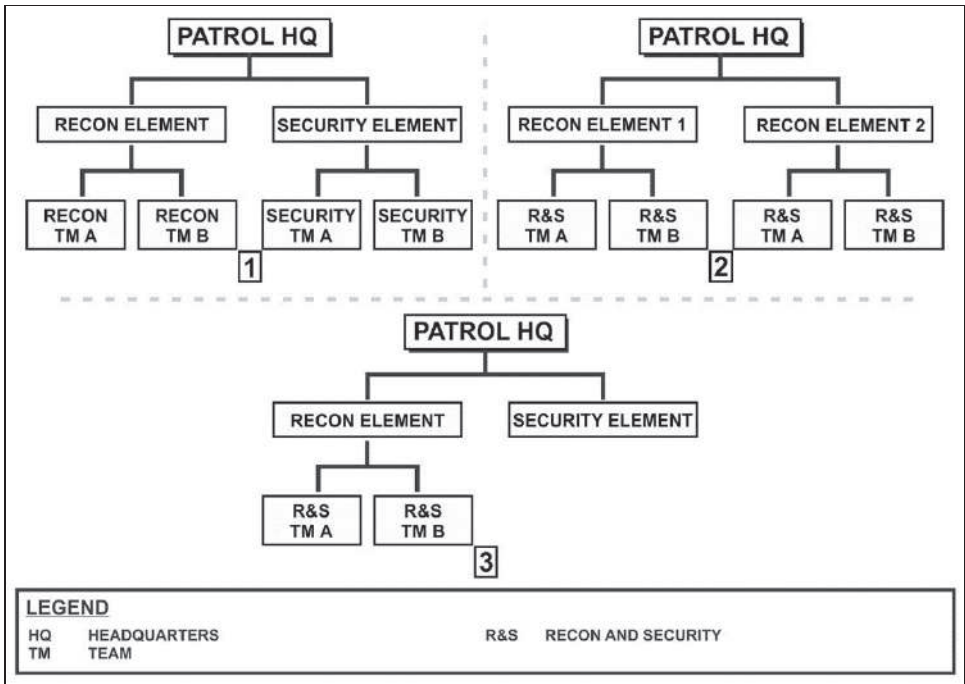 PATROL HQ
RECON ELEMENT
SECURITY ELEMENT
RECON
TM A
RECON
TM B
SECURITY
TM A
SECURITY
TM B
1
PATROL HQ
RECON ELEMENT 1
RECON ELEMENT 2
R&S
TM A
R&S
TM B
R&S
TM A
R&S
TM B
2
PATROL HQ
RECON ELEMENT
SECURITY ELEMENT
R&S
TM A
R&S
TM B
3
LEGEND
HQ HEADQUARTERS
TM TEAM
R&S RECON AND SECURITY